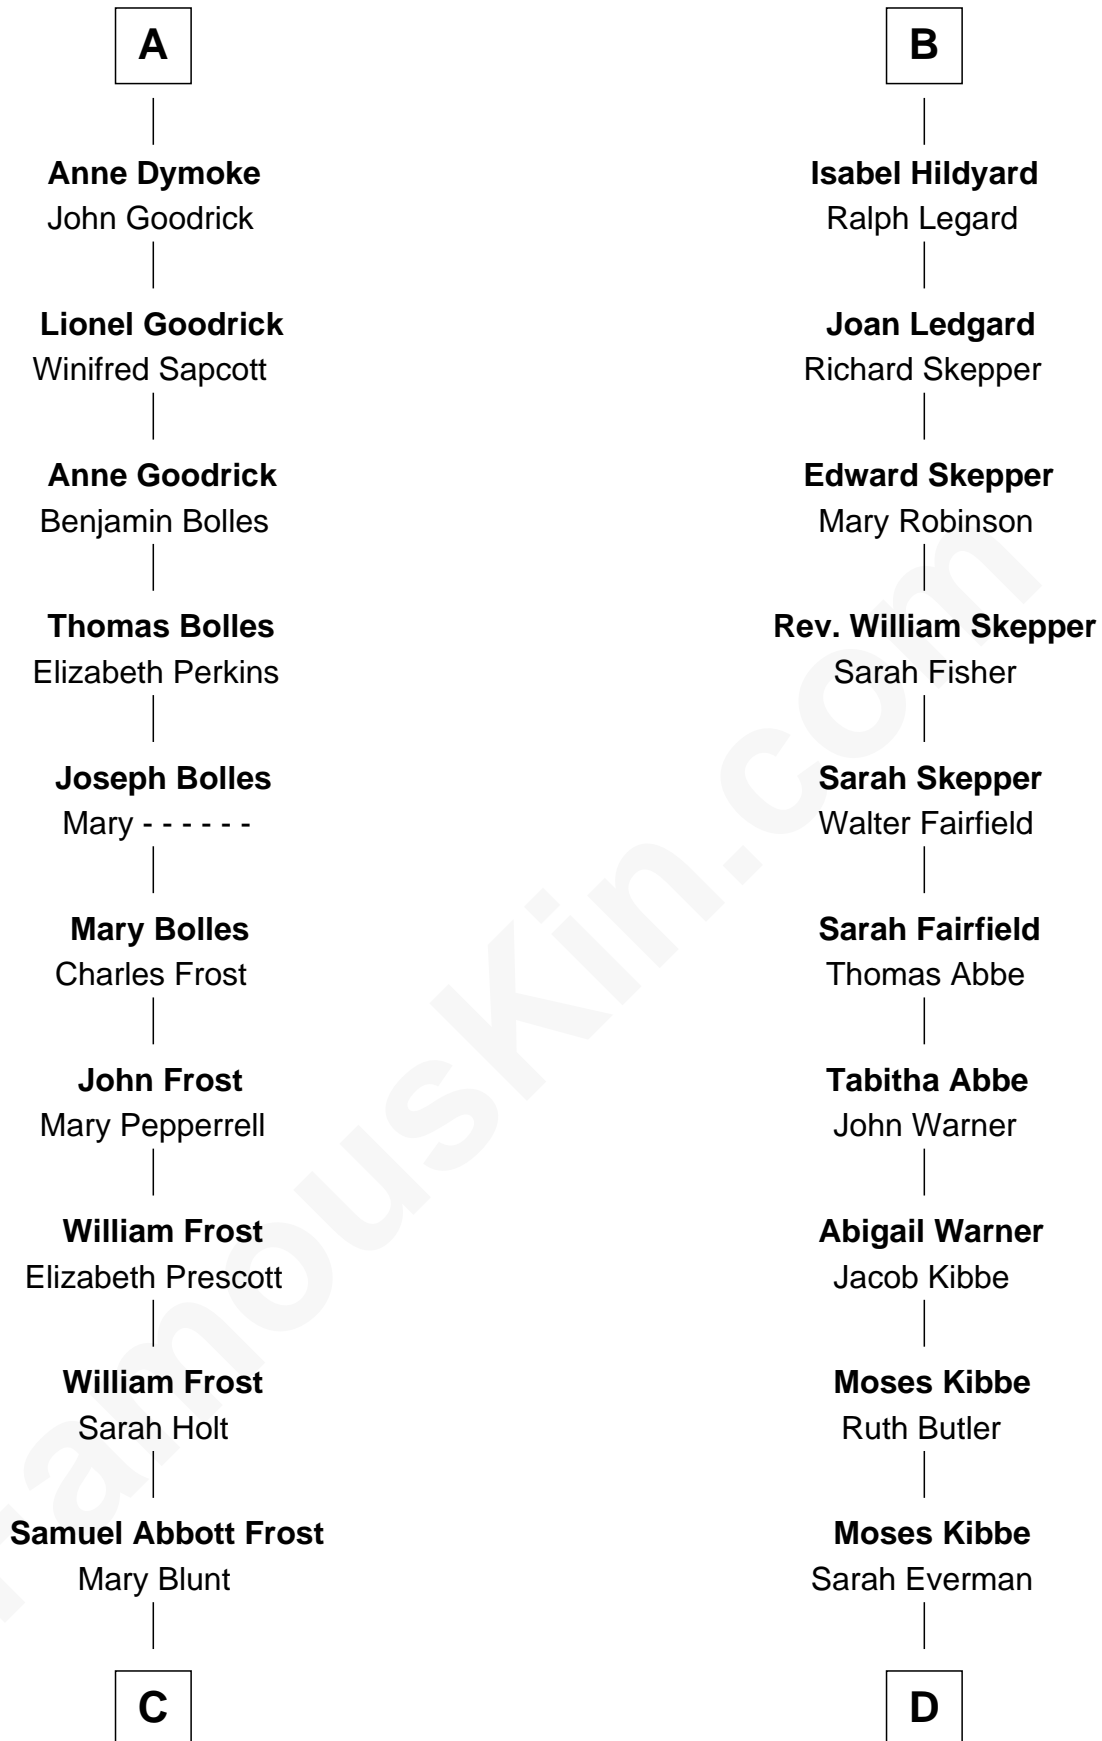 A
Anne Dymoke
John Goodrick
Lionel Goodrick
Winifred Sapcott
Anne Goodrick
Benjamin Bolles
Thomas Bolles
Elizabeth Perkins
Joseph Bolles
Mary - - - - - -
Mary Bolles
Charles Frost
John Frost
Mary Pepperrell
William Frost
Elizabeth Prescott
William Frost
Sarah Holt
Samuel Abbott Frost
Mary Blunt
C
B
Isabel Hildyard
Ralph Legard
Joan Ledgard
Richard Skepper
Edward Skepper
Mary Robinson
Rev. William Skepper
Sarah Fisher
Sarah Skepper
Walter Fairfield
Sarah Fairfield
Thomas Abbe
Tabitha Abbe
John Warner
Abigail Warner
Jacob Kibbe
Moses Kibbe
Ruth Butler
Moses Kibbe
Sarah Everman
D
FamousKin.com